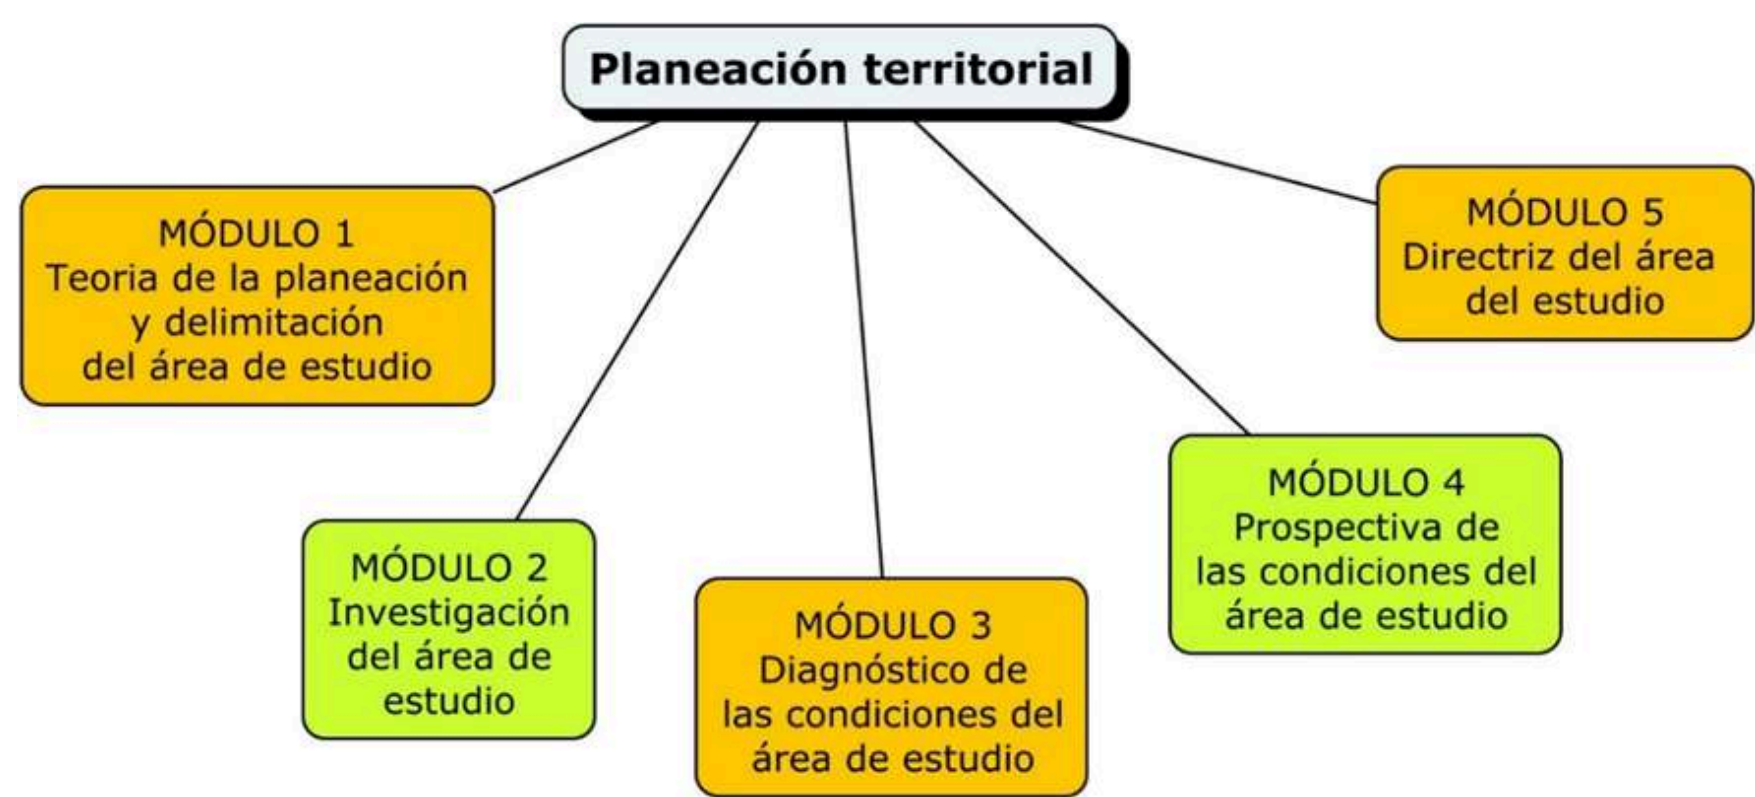 Planeación territorial
MÓDULO 1
Teoria de la planeación
y delimitación
del área de estudio
MÓDULO 2
Investigación
del área de
estudio
MÓDULO 3
Diagnóstico de
las condiciones del
área de estudio
MÓDULO 4
Prospectiva de
las condiciones del
área de estudio
MÓDULO 5
Directriz del área
del estudio